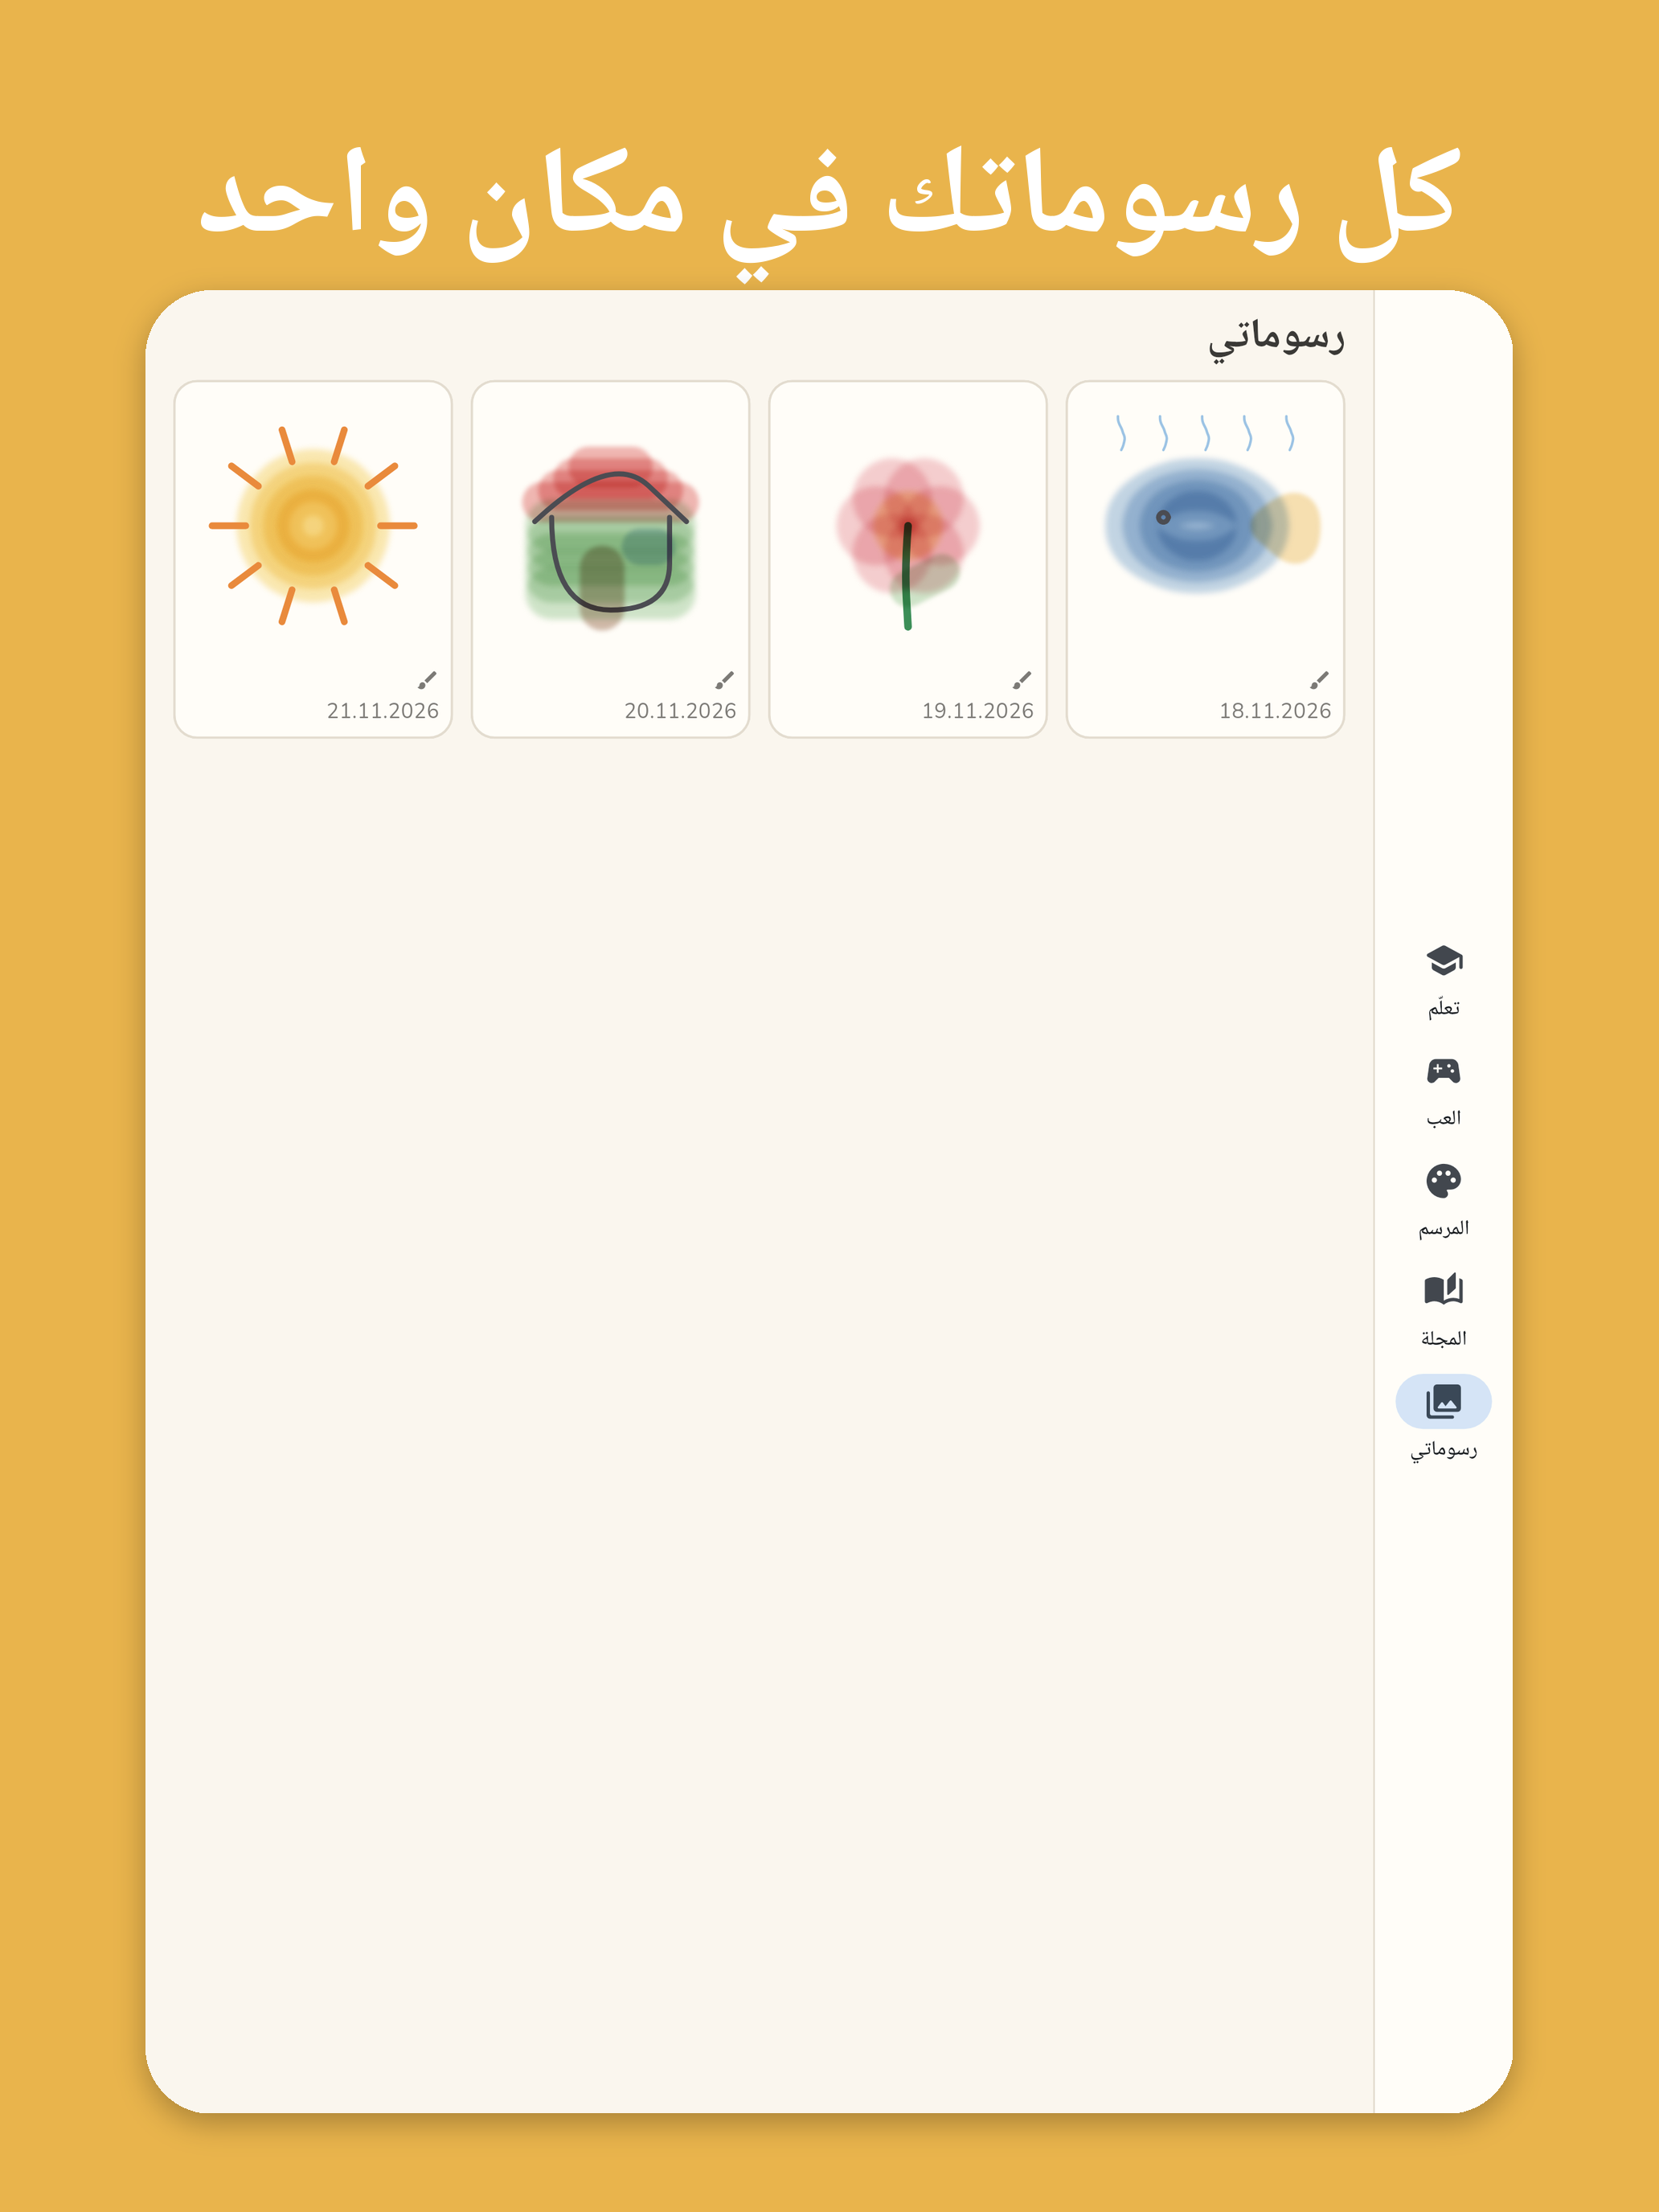 كل رسوماتك في مكان واحد
رسوماتي
18.11.2026
19.11.2026
20.11.2026
21.11.2026
تعلّم
العب
المرسم
المجلة
رسوماتي